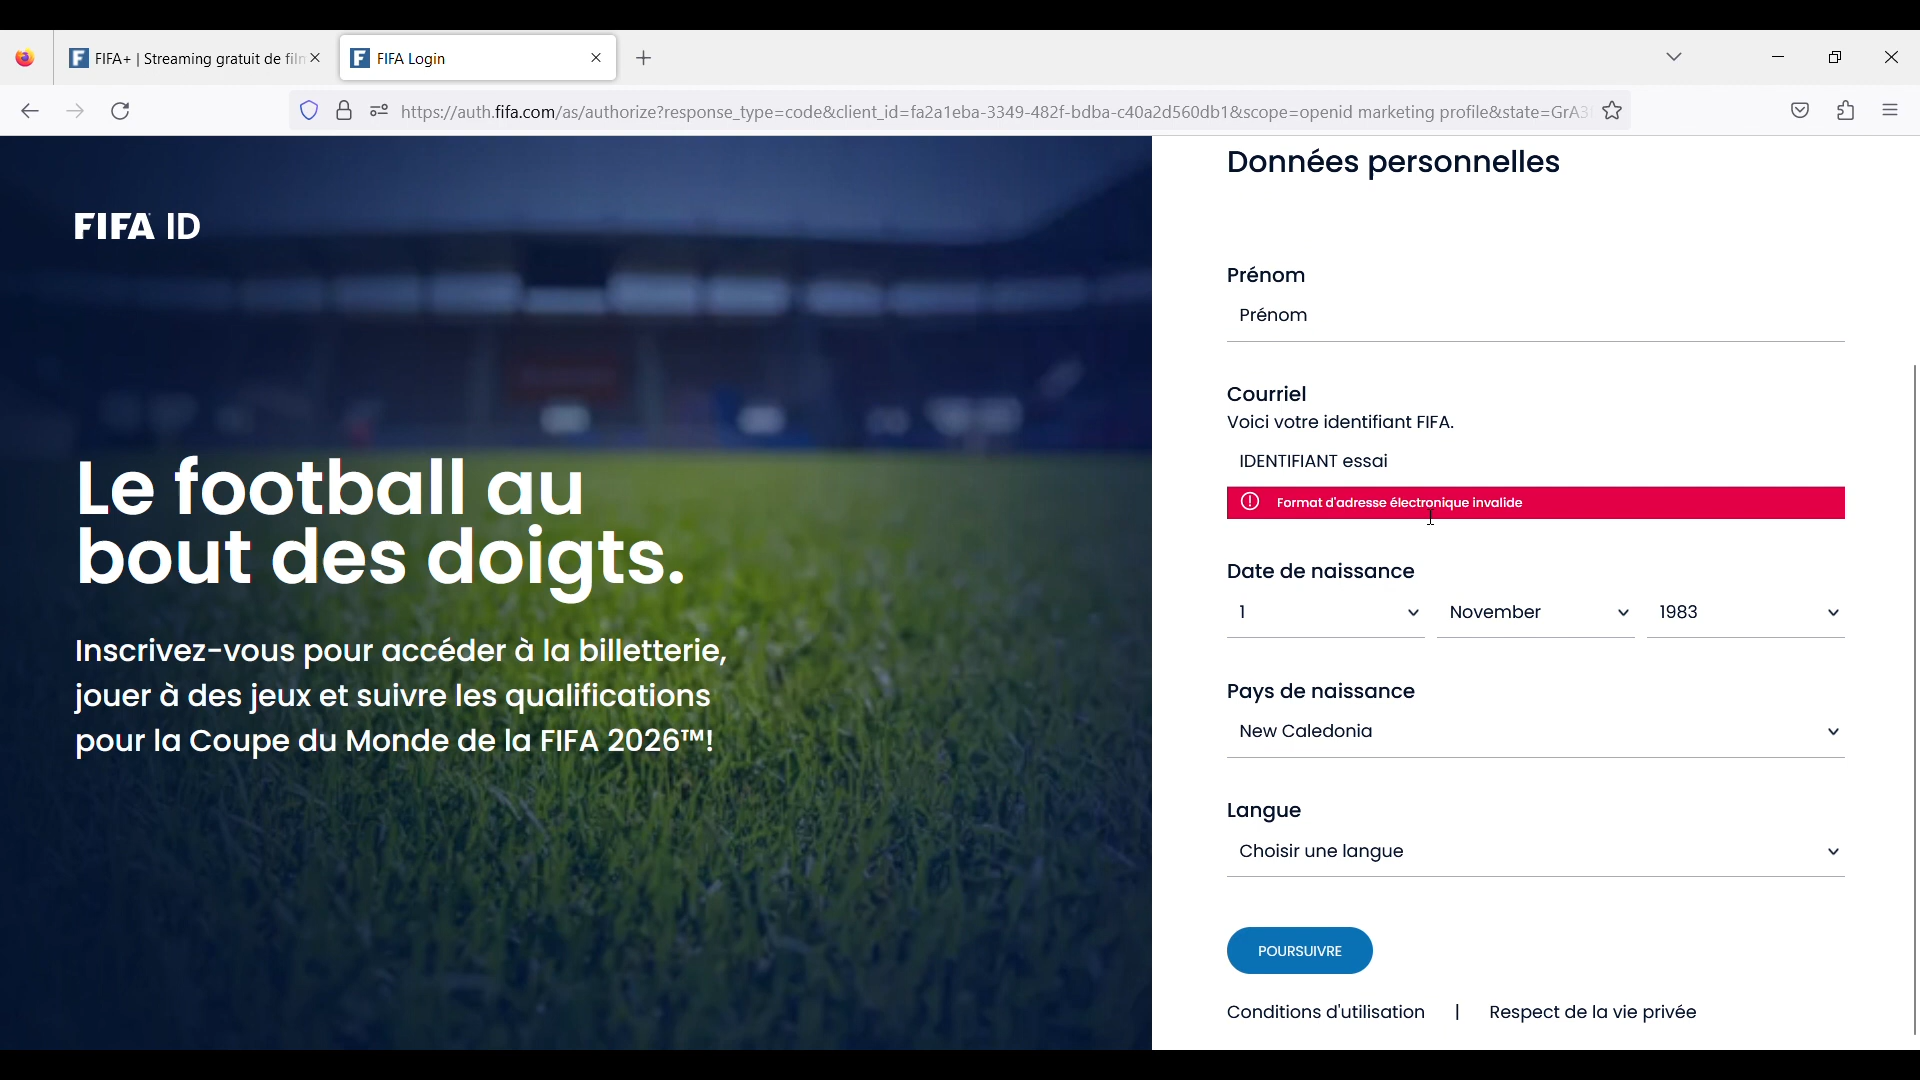 FIFA+ | Streaming gratuit de film
FIFA Login
https://auth.fifa.com/as/authorize?response_type=code&client_id=fa2a1eba-3349-482f-bdba-c40a2d560db1&scope=openid marketing profile&state=GrA3
FIFA ID
Le football au
bout des doigts.
Inscrivez-vous pour accéder à la billetterie,
jouer à des jeux et suivre les qualifications
pour la Coupe du Monde de la FIFA 2026™!
Données personnelles
Prénom
Prénom
Courriel
Voici votre identifiant FIFA.
IDENTIFIANT essai
Format d'adresse électronique invalide
Date de naissance
1 November 1983
Pays de naissance
New Caledonia
Langue
Choisir une langue
POURSUIVRE
Conditions d'utilisation | Respect de la vie privée